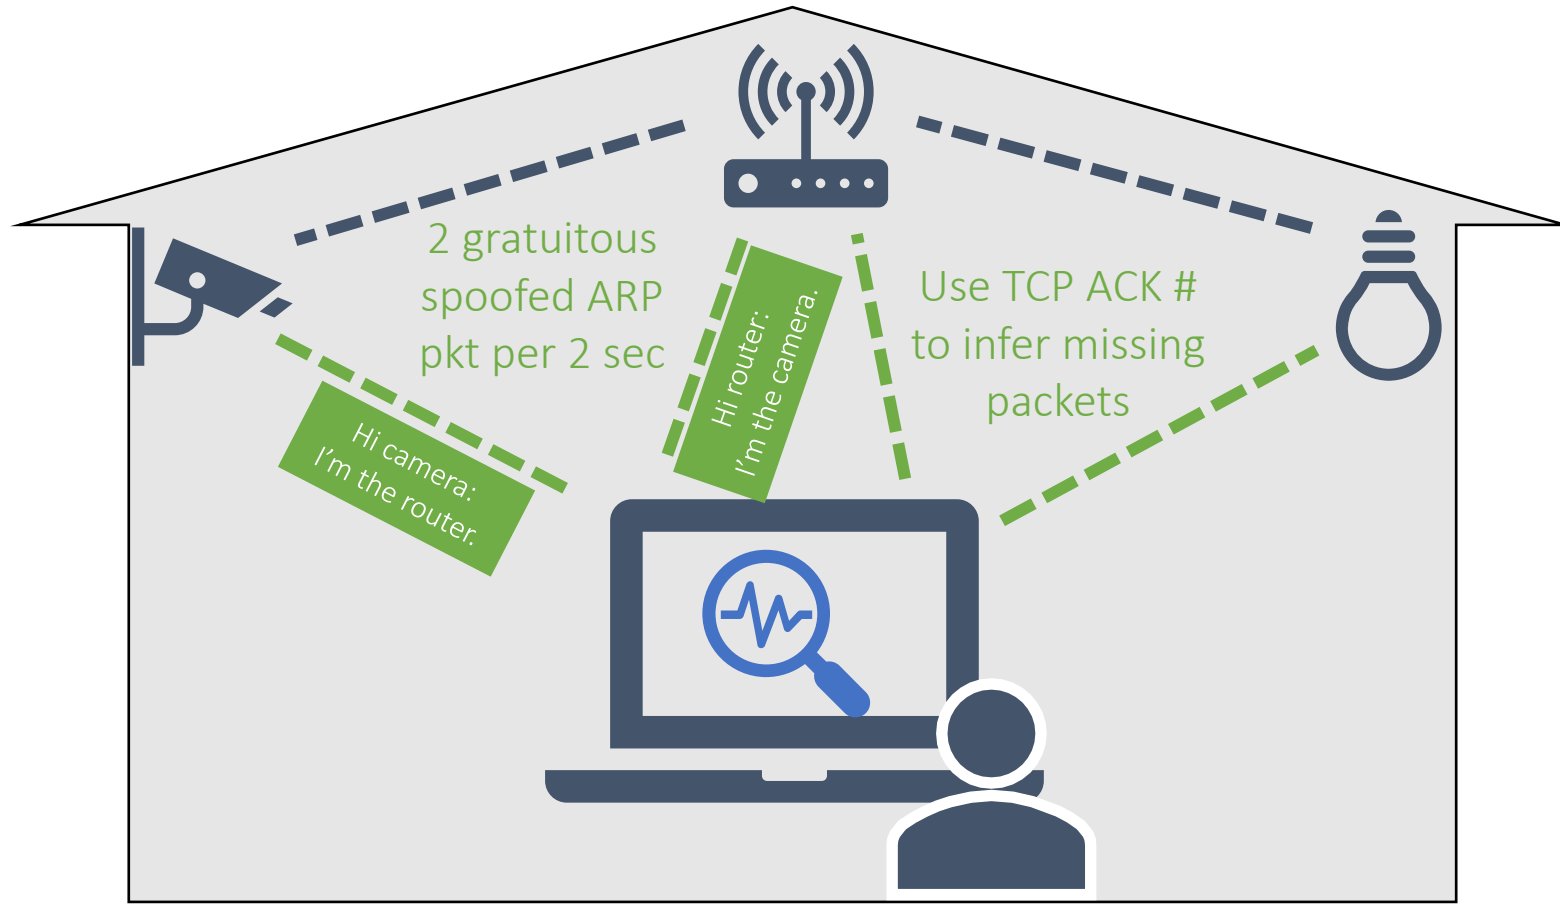 2 gratuitous
spoofed ARP
pkt per 2 sec
Hi camera:
I'm the router.
Hi router:
I'm the camera.
Use TCP ACK #
to infer missing
packets